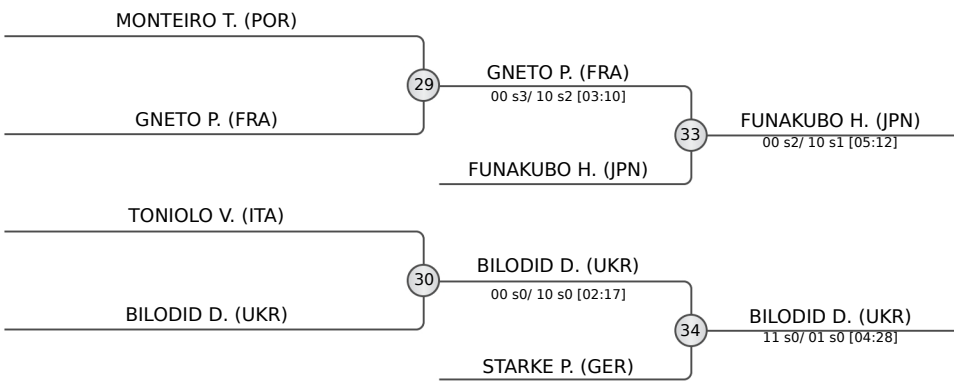 MONTEIRO T. (POR)
29
GNETO P. (FRA)
GNETO P. (FRA)
00 s3/ 10 s2 [03:10]
33
FUNAKUBO H. (JPN)
FUNAKUBO H. (JPN)
00 s2/ 10 s1 [05:12]
TONIOLO V. (ITA)
30
BILODID D. (UKR)
BILODID D. (UKR)
00 s0/ 10 s0 [02:17]
34
STARKE P. (GER)
BILODID D. (UKR)
11 s0/ 01 s0 [04:28]